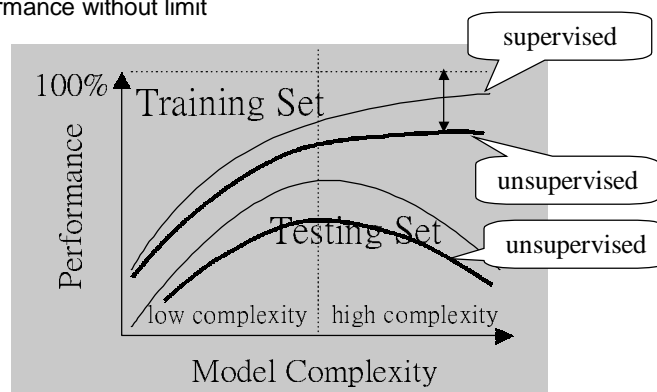 rmance without limit
supervised
100%
Training Set
unsupervised
Testing Set
unsupervised
Performance
low complexity
high complexity
Model Complexity